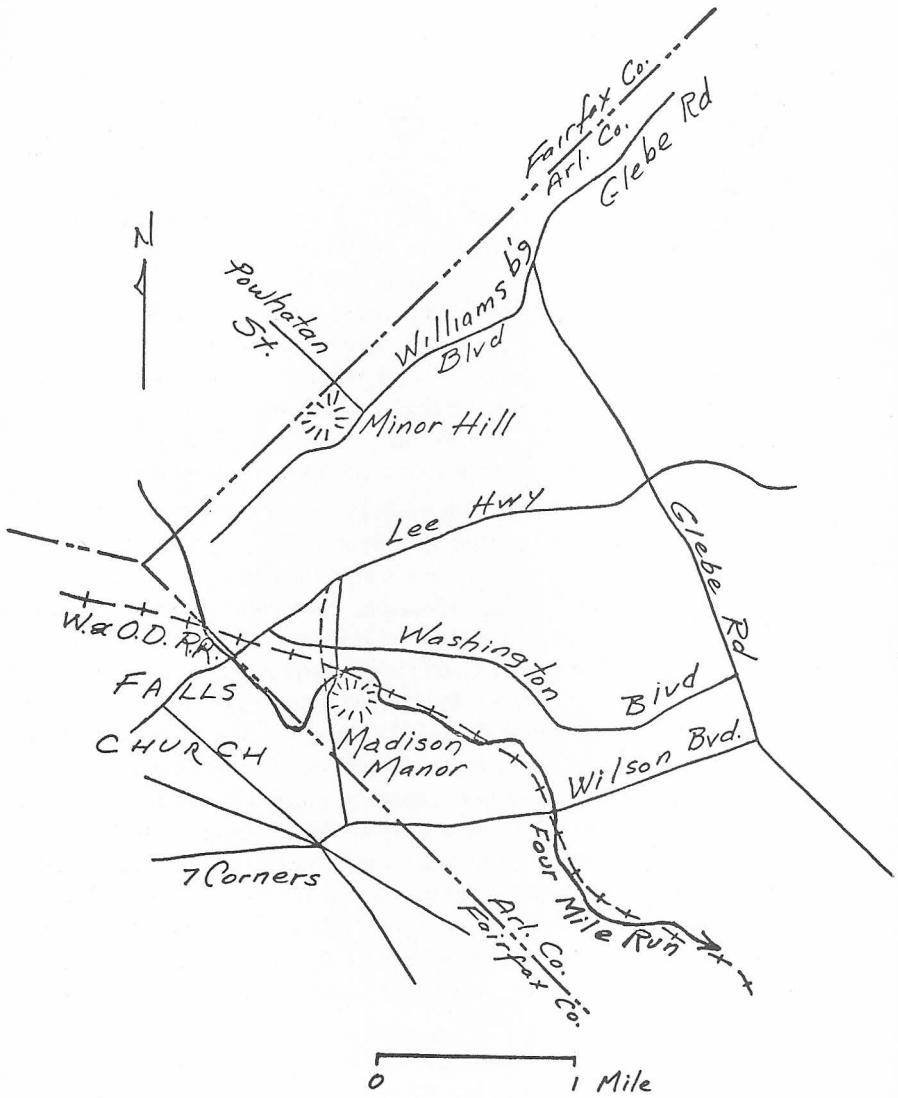 Fairfax Co.
Arl. Co.
Glebe Rd
N
Powhatan
St.
Williamsb'g
Blvd
Minor Hill
Lee Hwy
Glebe Rd
W. & O.D. R.R.
Washington
Blvd
FALLS
CHURCH
Madison
Manor
Wilson Bvd.
7 Corners
Four Mile Run
Arl. Co.
Fairfax Co.
0 1 Mile